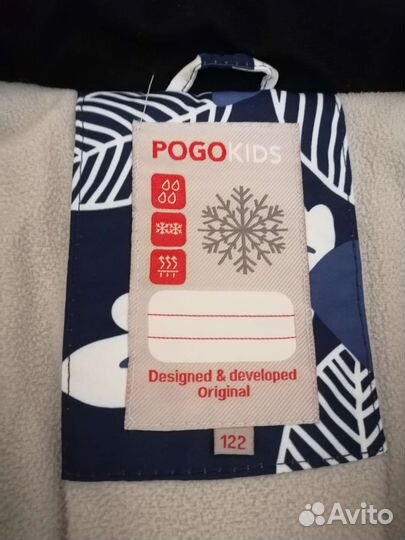 POGOKIDS
Designed & developed
Original
122
Avito